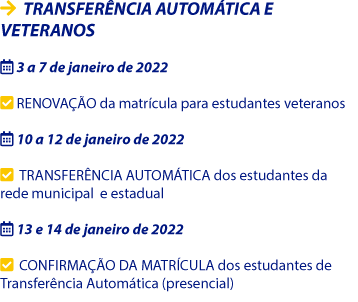 TRANSFERÊNCIA AUTOMÁTICA E
VETERANOS
3 a 7 de janeiro de 2022
RENOVAÇÃO da matrícula para estudantes veteranos
10 a 12 de janeiro de 2022
TRANSFERÊNCIA AUTOMÁTICA dos estudantes da
rede municipal e estadual
13 e 14 de janeiro de 2022
CONFIRMAÇÃO DA MATRÍCULA dos estudantes de
Transferência Automática (presencial)